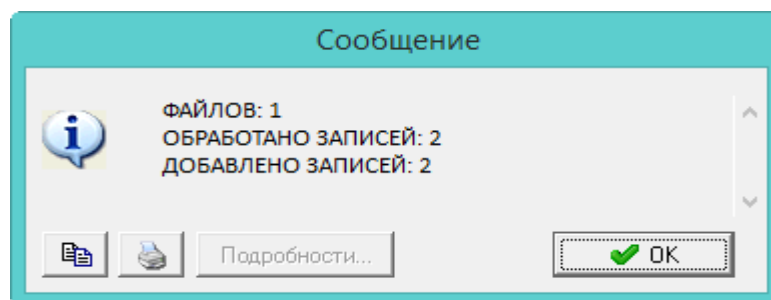 Сообщение
ФАЙЛОВ: 1
ОБРАБОТАНО ЗАПИСЕЙ: 2
ДОБАВЛЕНО ЗАПИСЕЙ: 2
Подробности...
OK